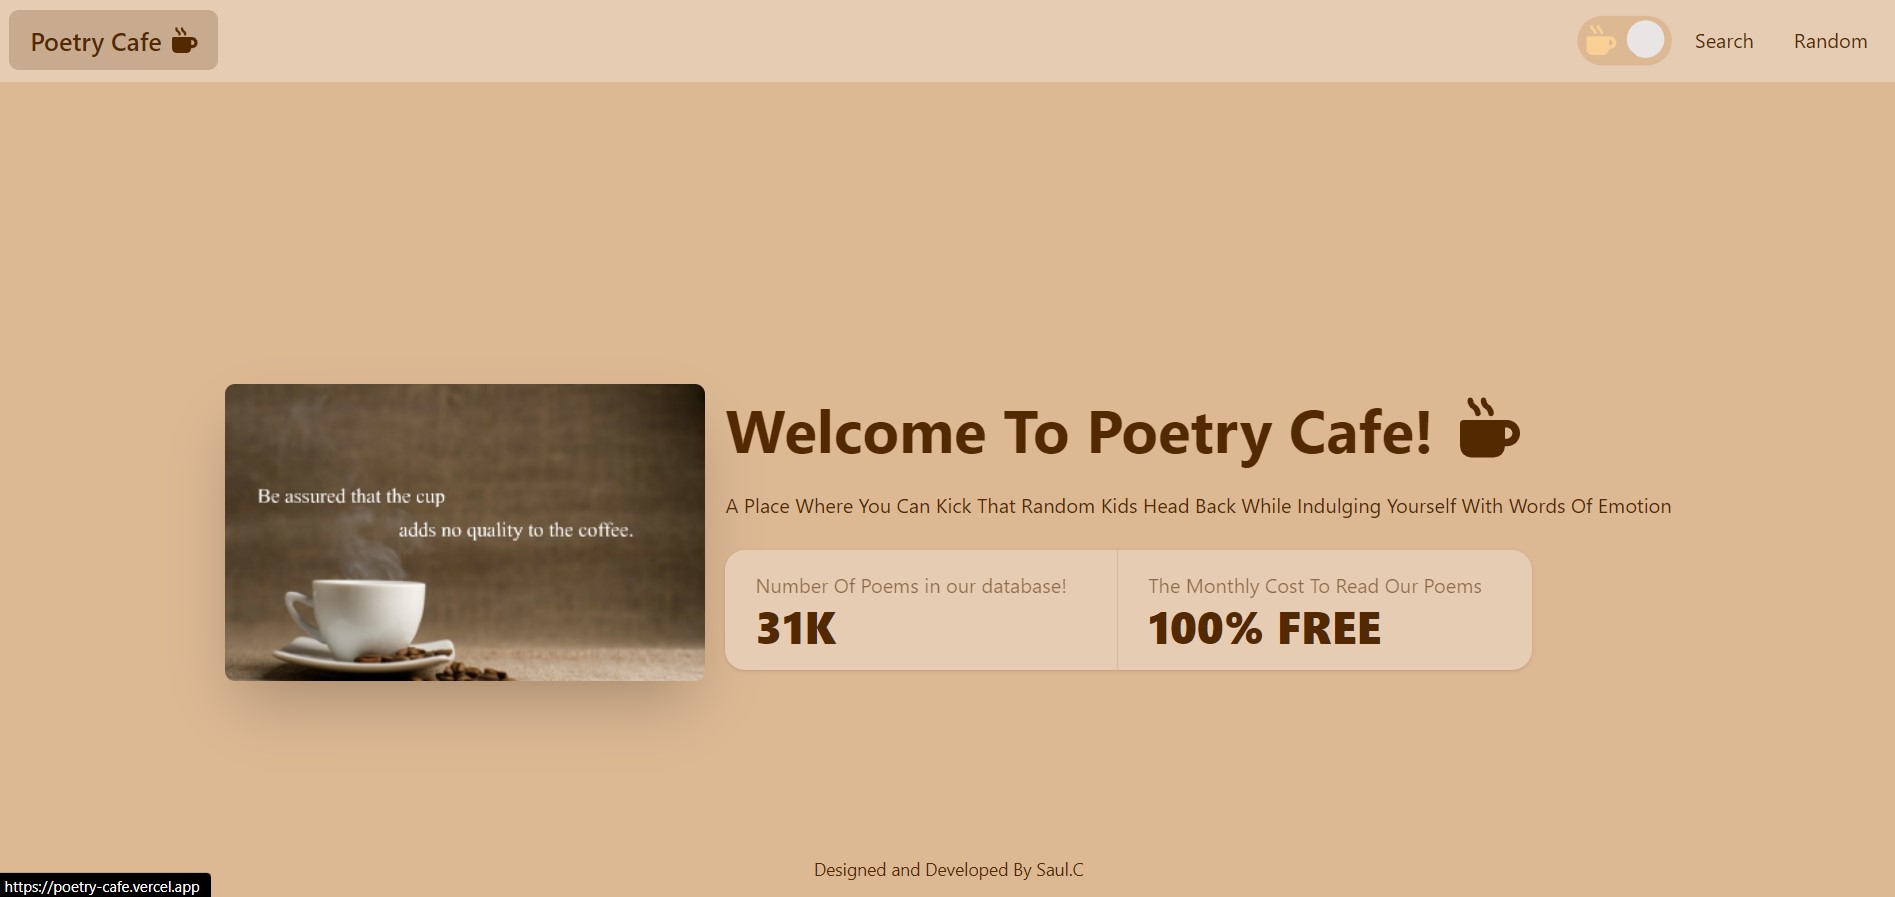 Poetry Cafe
Search
Random
Be assured that the cup
adds no quality to the coffee.
Welcome To Poetry Cafe!
A Place Where You Can Kick That Random Kids Head Back While Indulging Yourself With Words Of Emotion
Number Of Poems in our database!
31K
The Monthly Cost To Read Our Poems
100% FREE
Designed and Developed By Saul.C
https://poetry-cafe.vercel.app